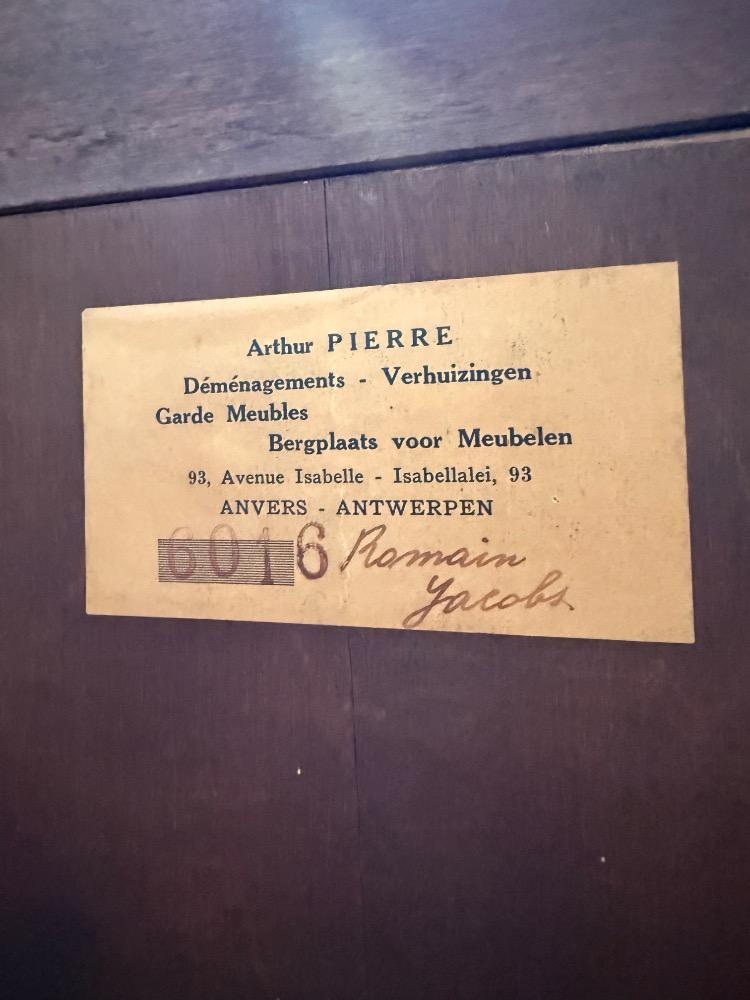 Arthur PIERRE
Déménagements - Verhuizingen
Garde Meubles
Bergplaats voor Meubelen
93, Avenue Isabelle - Isabellalei, 93
ANVERS - ANTWERPEN
6016 Romain
Jacobs